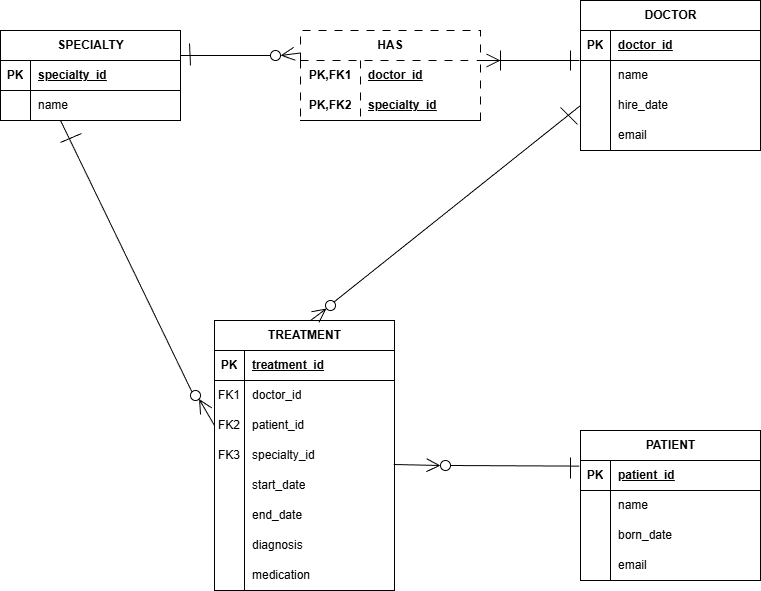 SPECIALTY
PK specialty_id
name
HAS
PK,FK1 doctor_id
PK,FK2 specialty_id
DOCTOR
PK doctor_id
name
hire_date
email
TREATMENT
PK treatment_id
FK1 doctor_id
FK2 patient_id
FK3 specialty_id
start_date
end_date
diagnosis
medication
PATIENT
PK patient_id
name
born_date
email